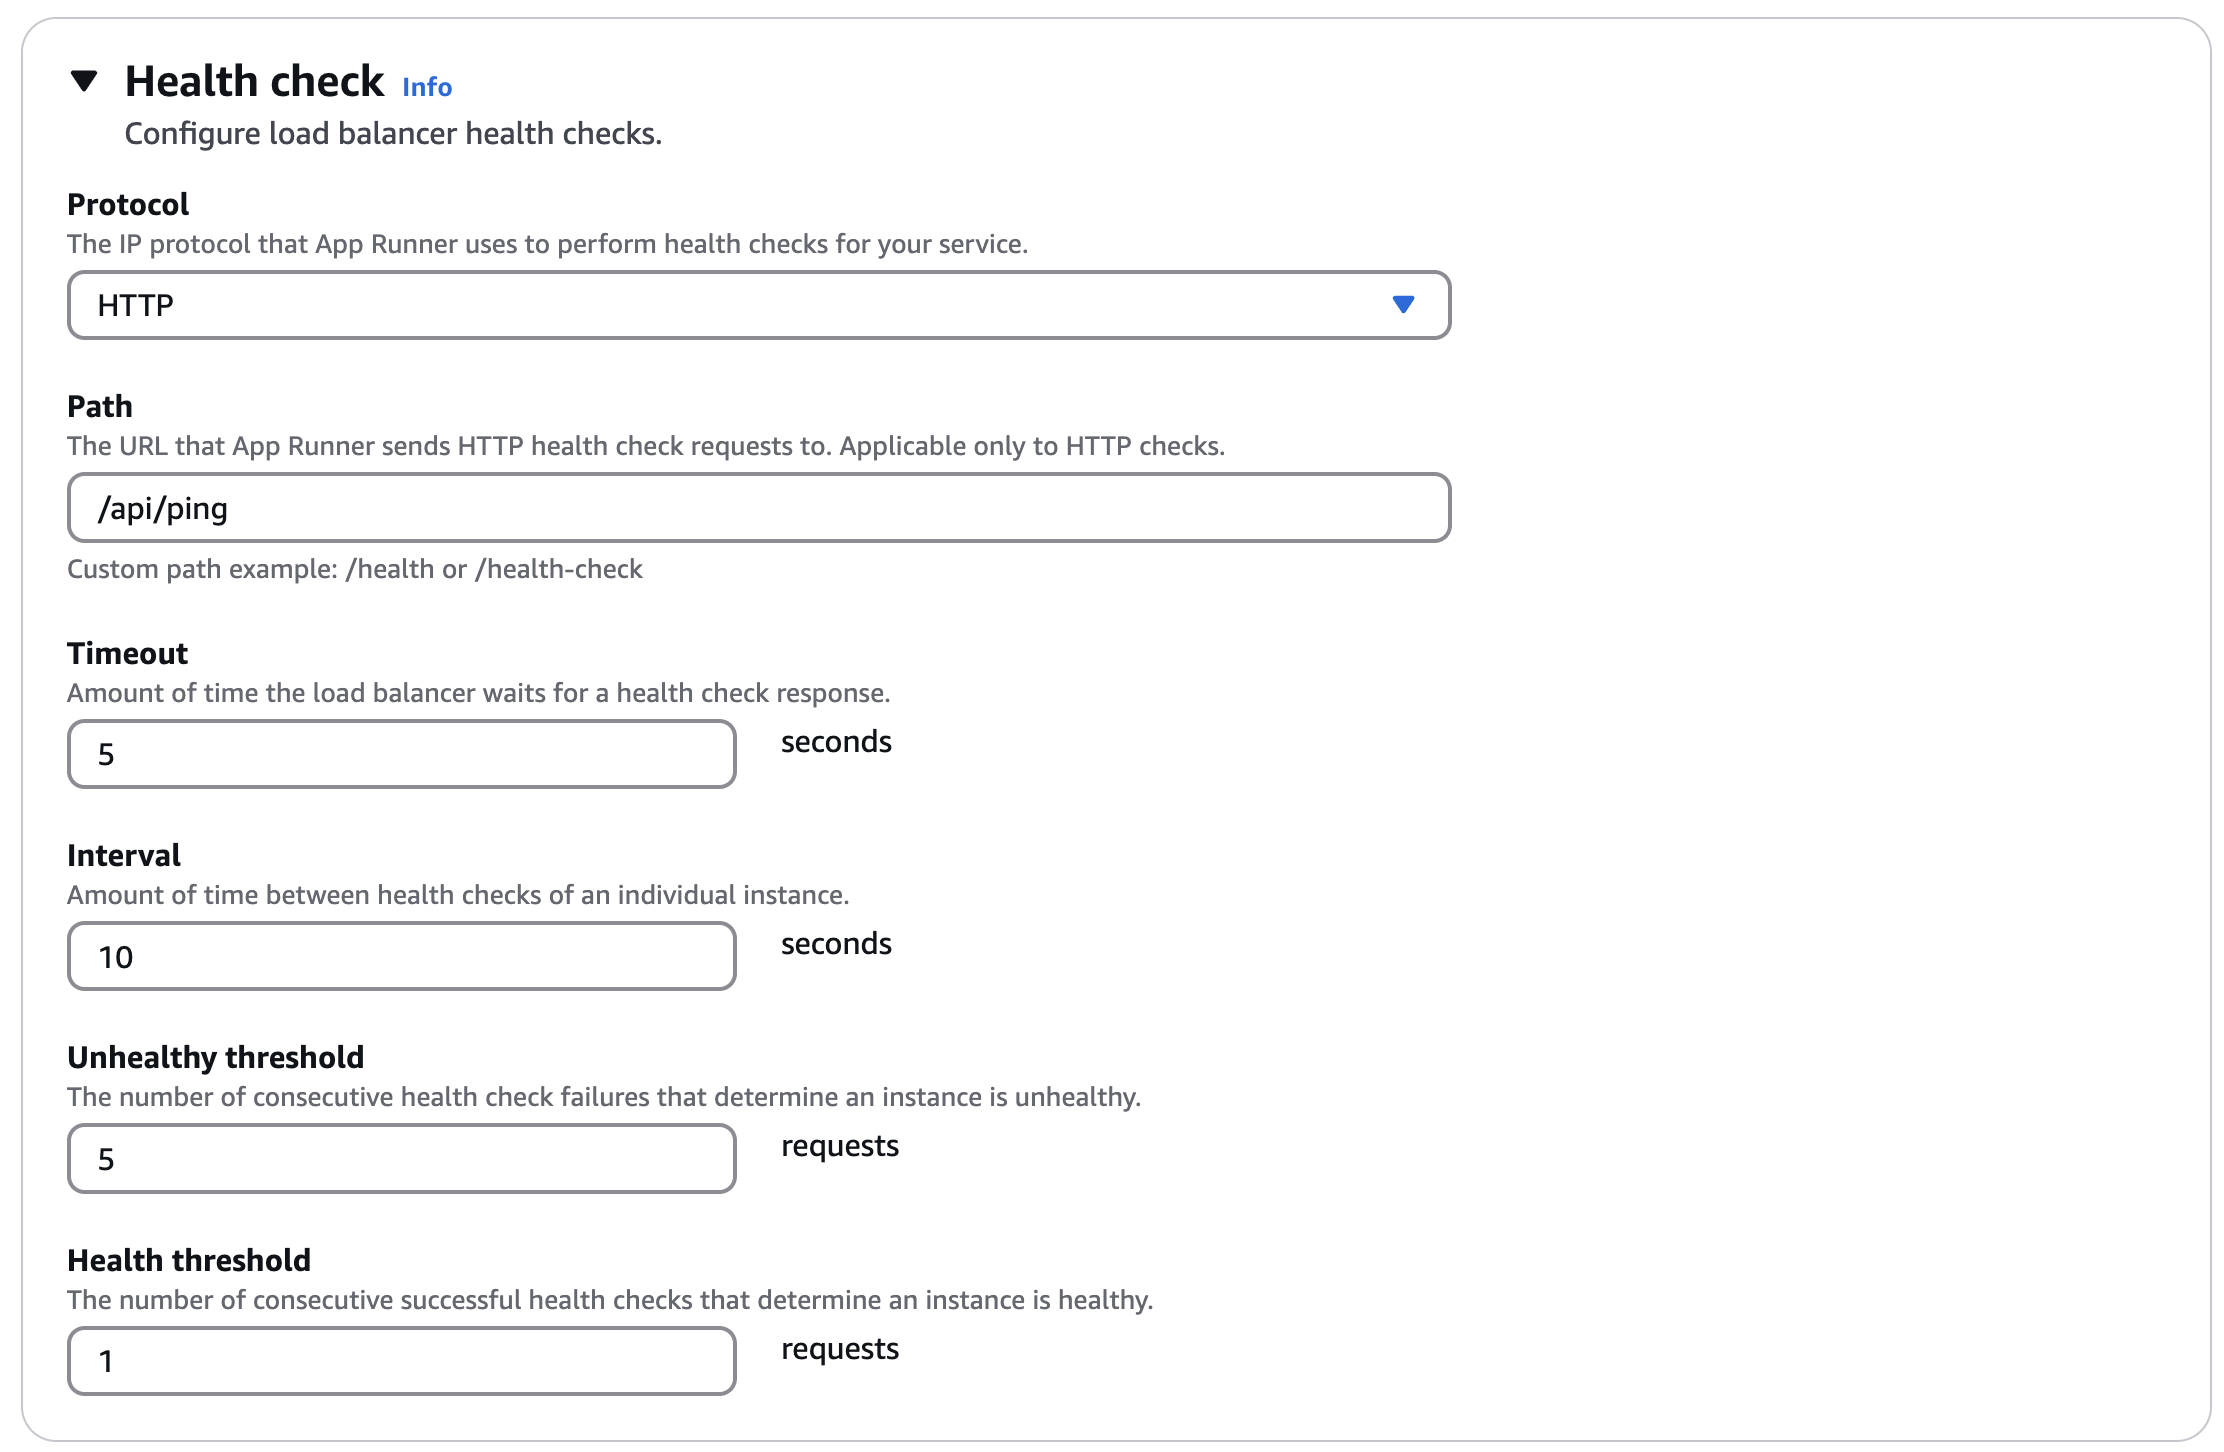 Health check Info
Configure load balancer health checks.
Protocol
The IP protocol that App Runner uses to perform health checks for your service.
HTTP
Path
The URL that App Runner sends HTTP health check requests to. Applicable only to HTTP checks.
/api/ping
Custom path example: /health or /health-check
Timeout
Amount of time the load balancer waits for a health check response.
5 seconds
Interval
Amount of time between health checks of an individual instance.
10 seconds
Unhealthy threshold
The number of consecutive health check failures that determine an instance is unhealthy.
5 requests
Health threshold
The number of consecutive successful health checks that determine an instance is healthy.
1 requests